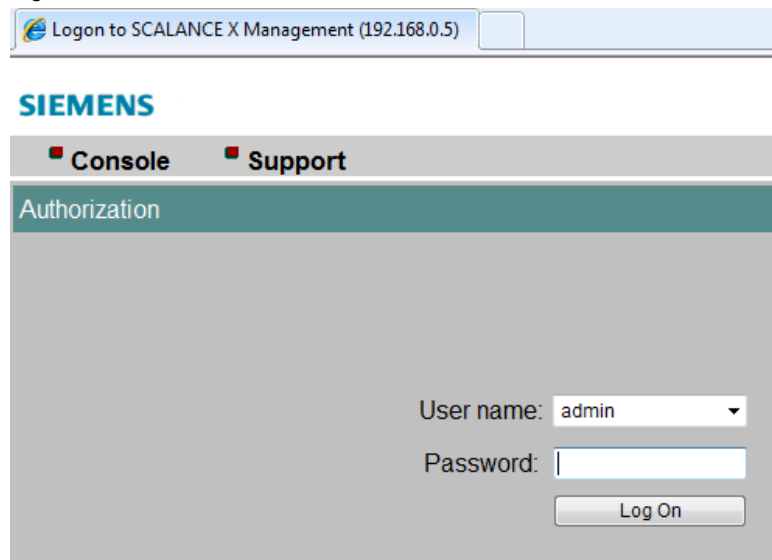 Logon to SCALANCE X Management (192.168.0.5)
SIEMENS
Console Support
Authorization
User name: admin
Password:
Log On